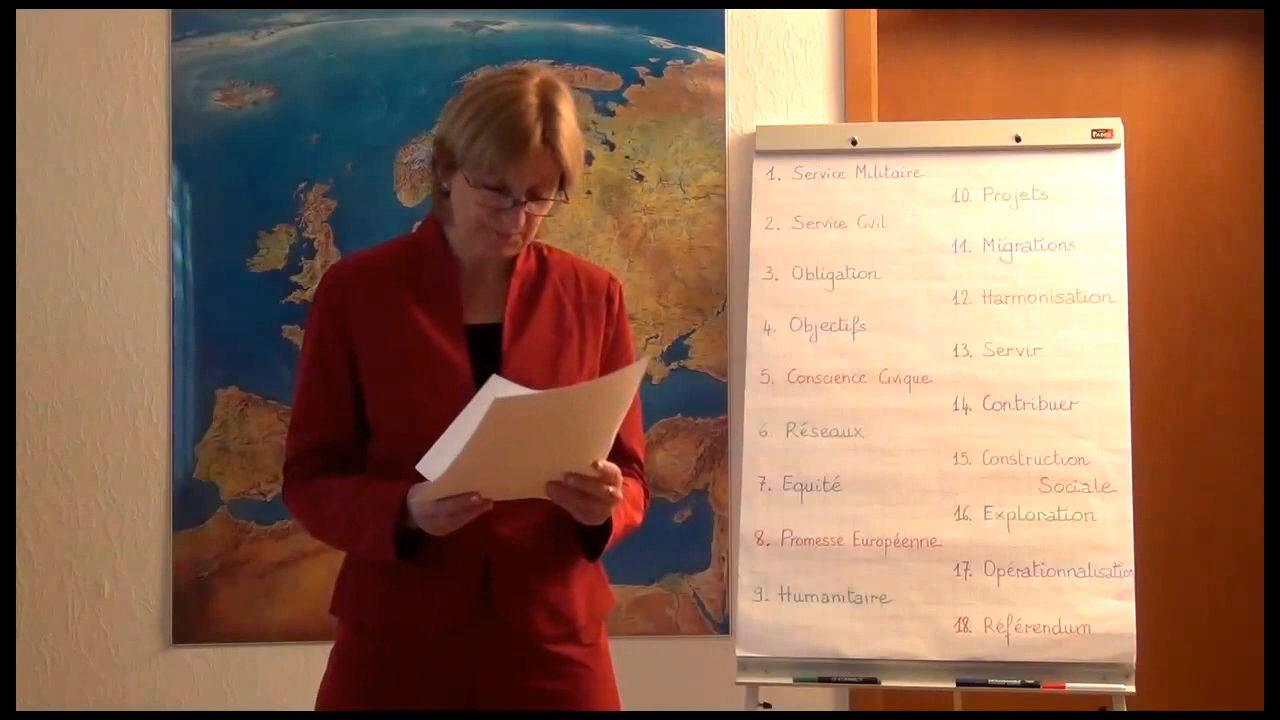 1. Service Militaire
2. Service Civil
3. Obligation
4. Objectifs
5. Conscience Civique
6. Réseaux
7. Equité
8. Promesse Européenne
9. Humanitaire
10. Projets
11. Migrations
12. Harmonisation
13. Servir
14. Contribuer
15. Construction
Sociale
16. Exploration
17. Opérationnalisation
18. Référendum